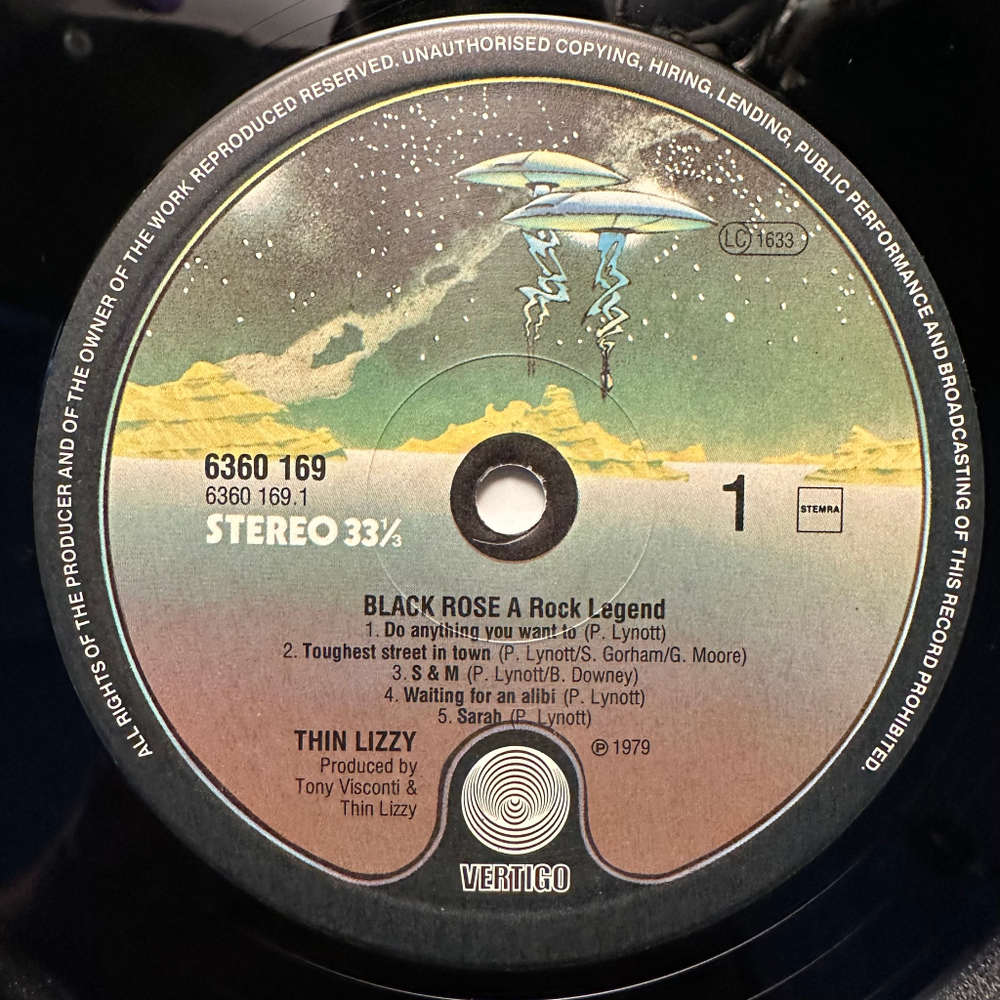 ALL RIGHTS OF THE PRODUCER AND OF THE OWNER OF THE WORK REPRODUCED RESERVED. UNAUTHORISED COPYING, HIRING, LENDING, PUBLIC PERFORMANCE AND BROADCASTING OF THIS RECORD PROHIBITED.
LC 1633
6360 169
6360 169.1
STEREO 33⅓
1
STEMRA
BLACK ROSE A Rock Legend
1. Do anything you want to (P. Lynott)
2. Toughest street in town (P. Lynott/S. Gorham/G. Moore)
3. S & M (P. Lynott/B. Downey)
4. Waiting for an alibi (P. Lynott)
5. Sarah (P. Lynott)
THIN LIZZY
℗ 1979
Produced by
Tony Visconti &
Thin Lizzy
VERTIGO